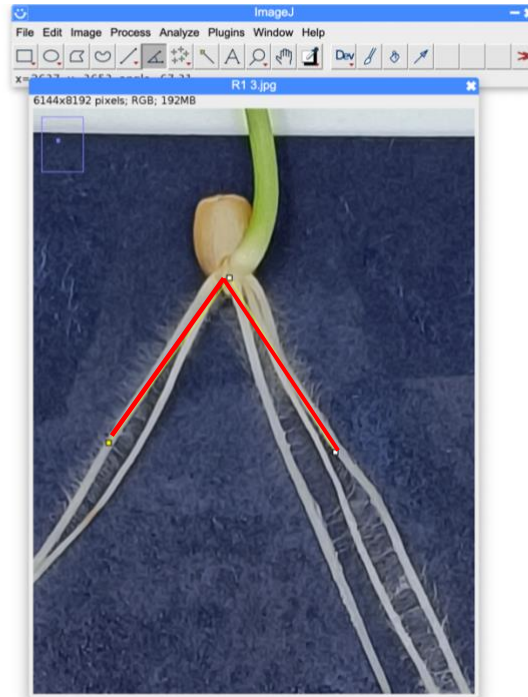 ImageJ
File Edit Image Process Analyze Plugins Window Help
Dev
R1 3.jpg
6144x8192 pixels; RGB; 192MB